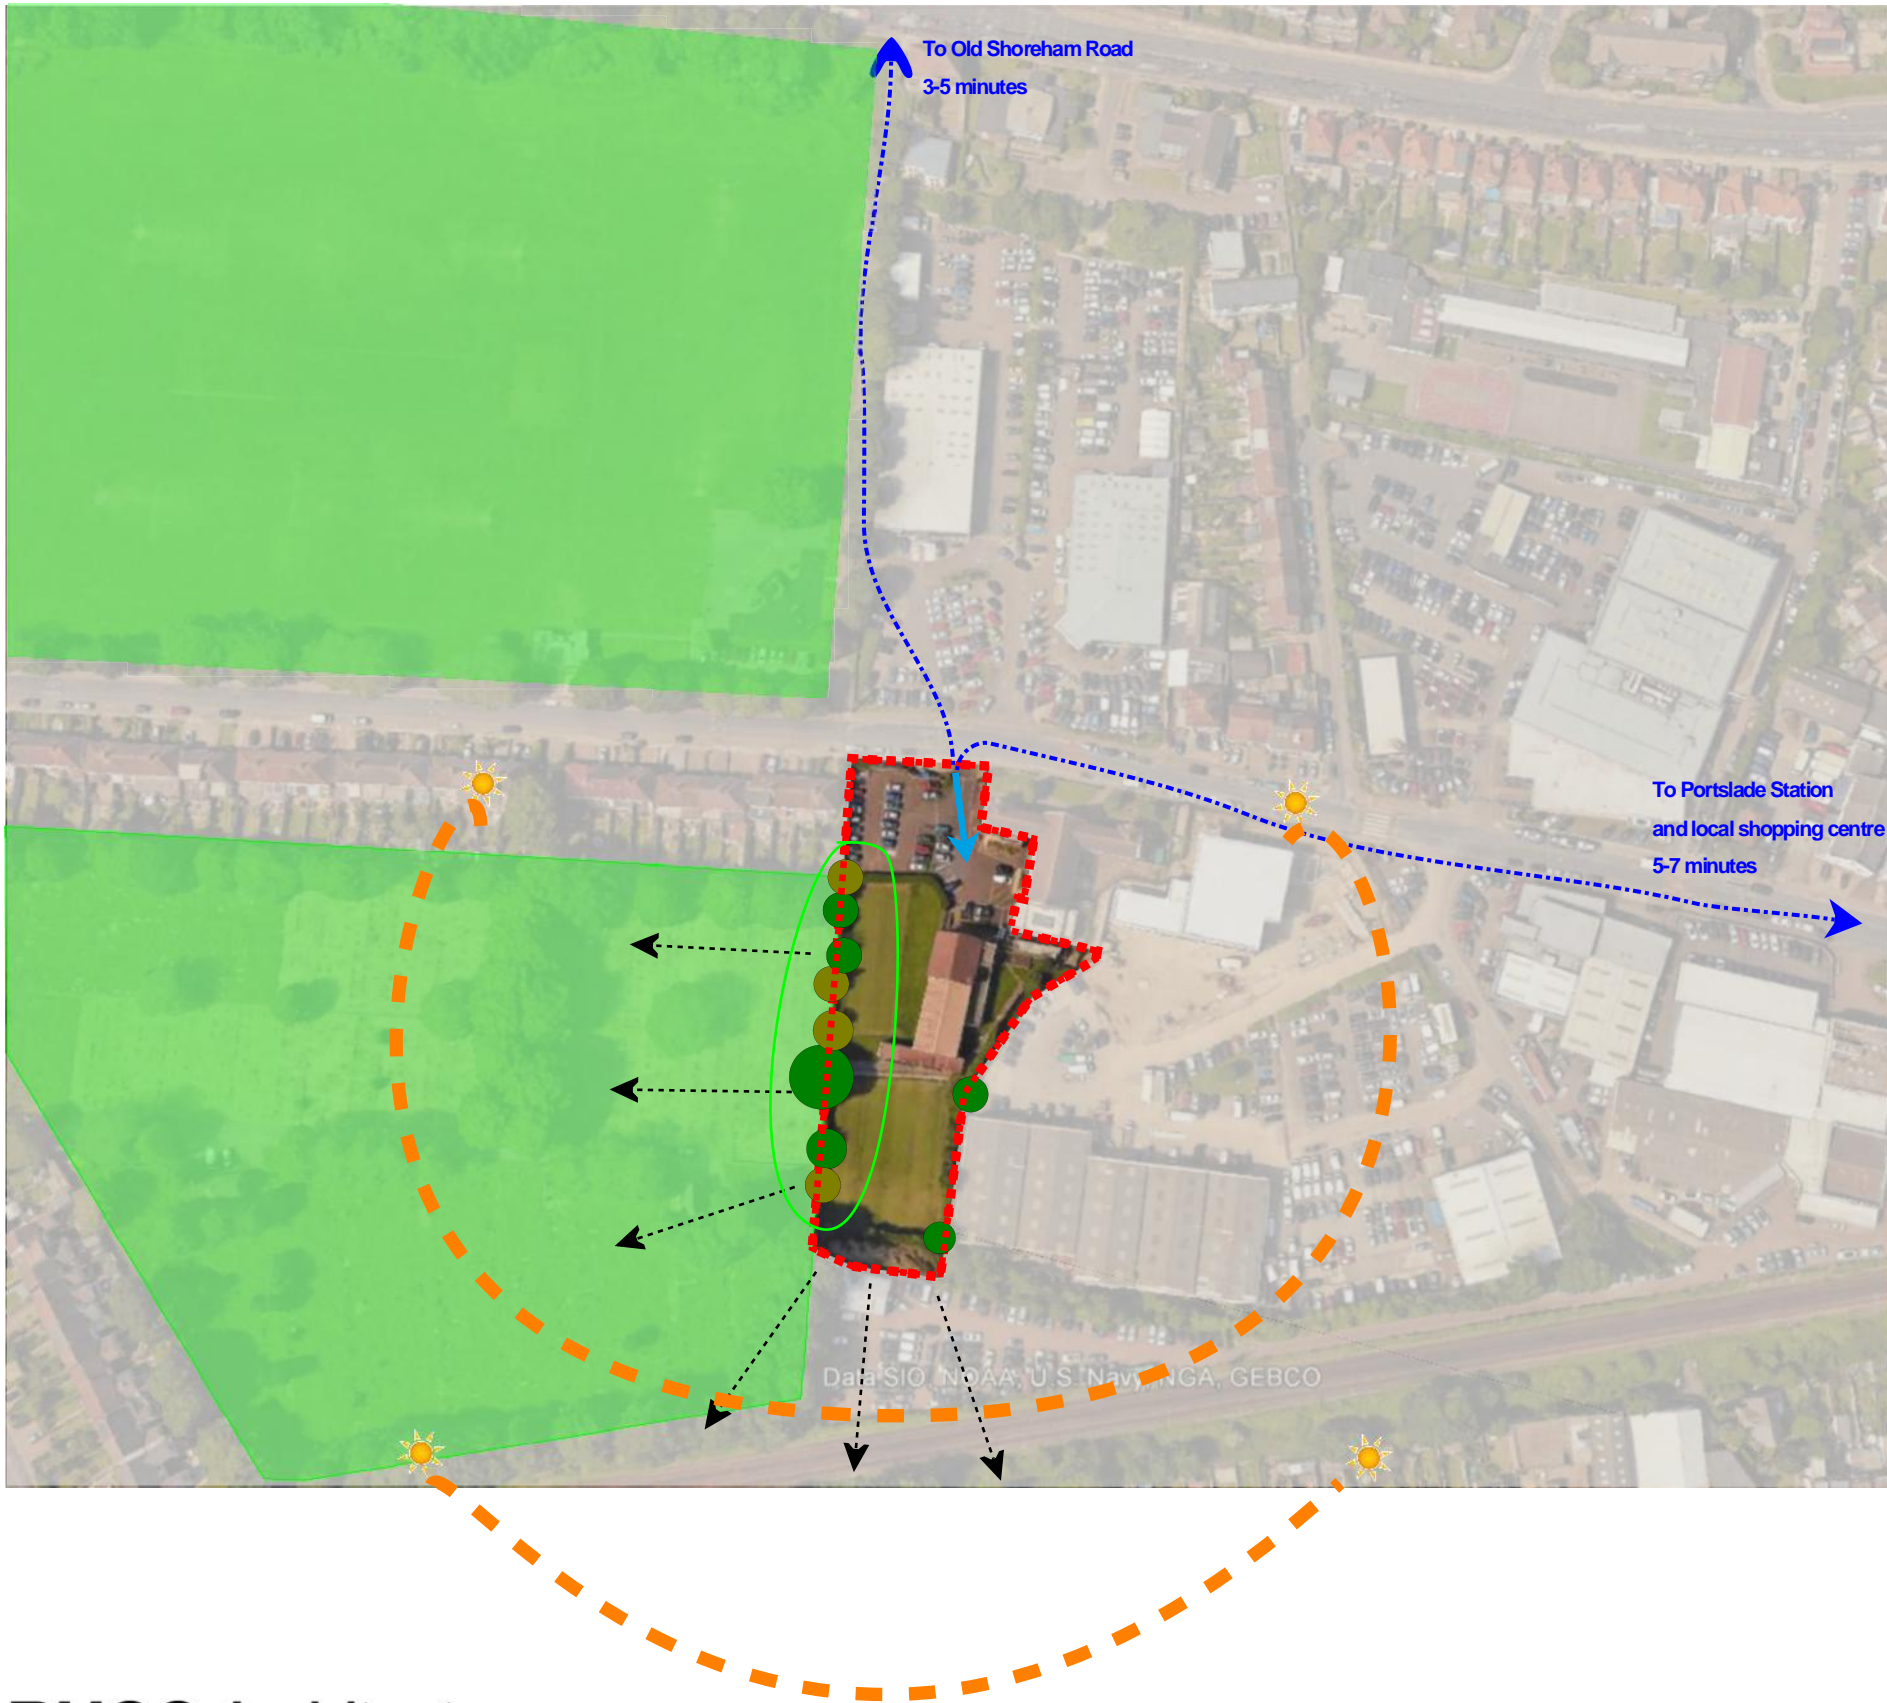 To Old Shoreham Road
3-5 minutes
To Portslade Station
and local shopping centre
5-7 minutes
Data SIO, NOAA, U.S. Navy, NGA, GEBCO